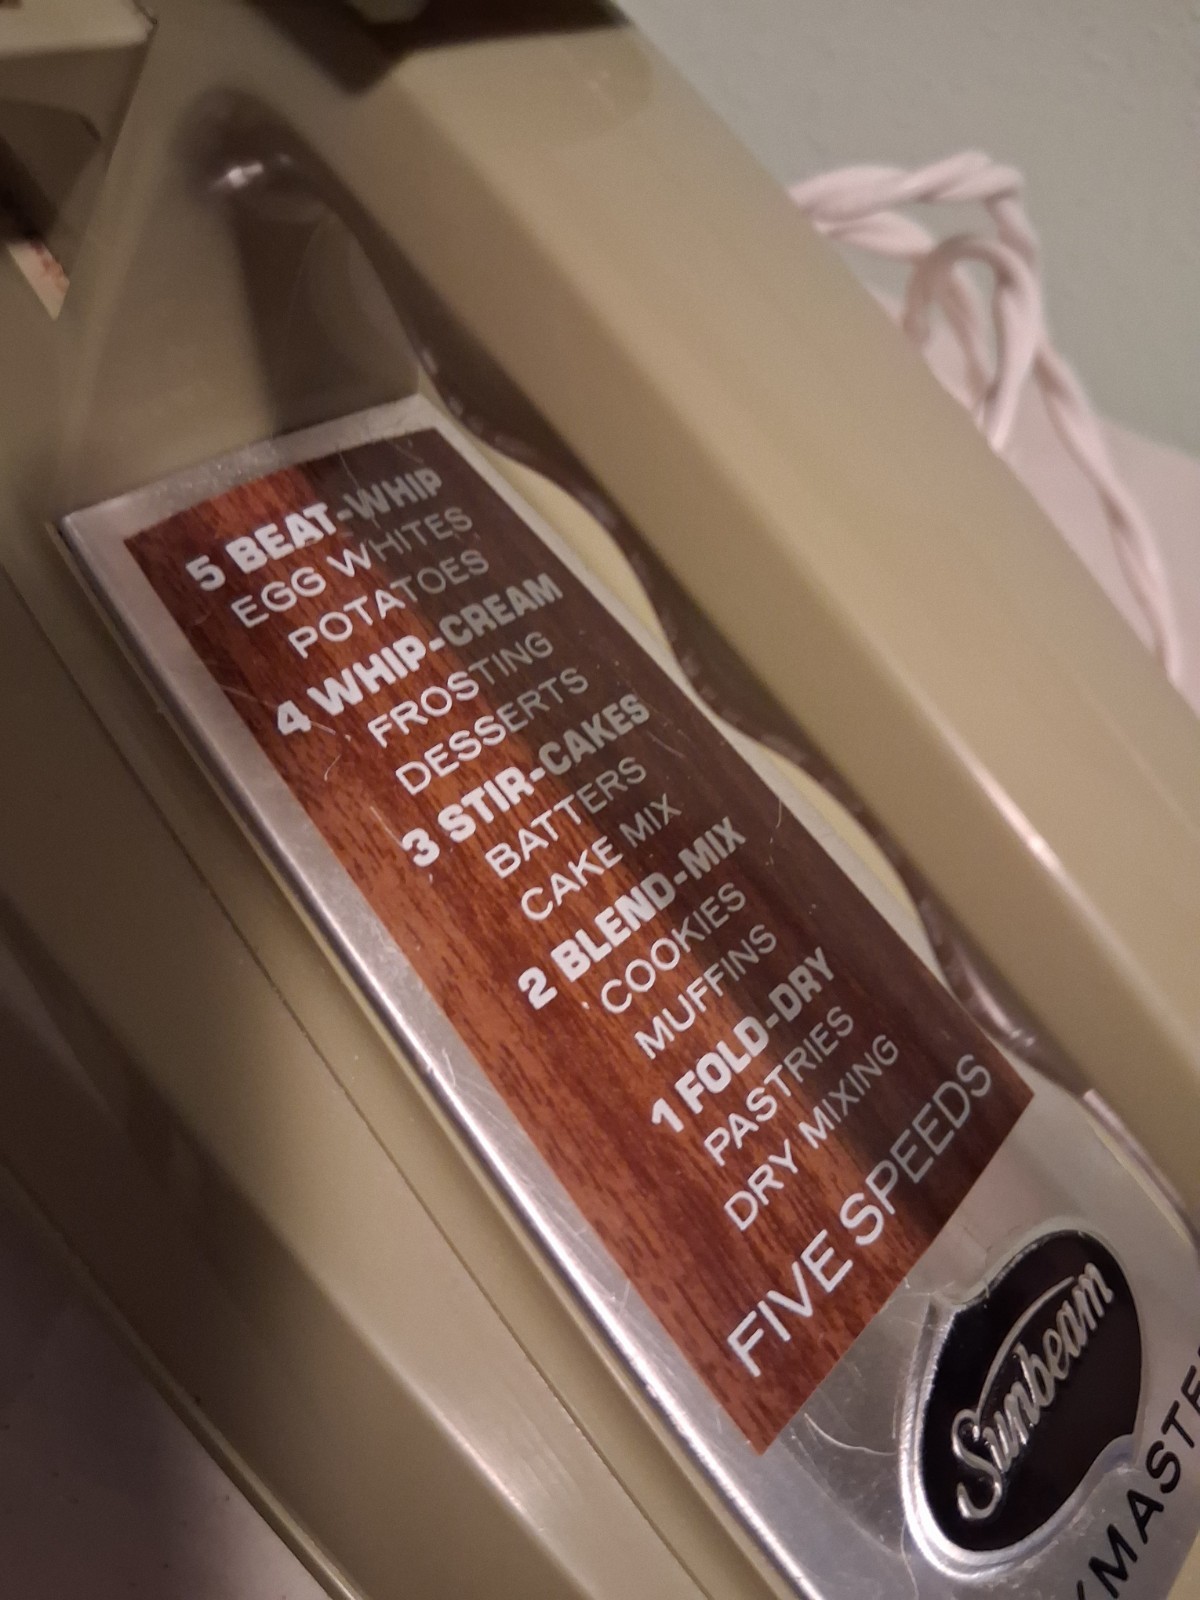 5 BEAT-WHIP
EGG WHITES
POTATOES
4 WHIP-CREAM
FROSTING
DESSERTS
3 STIR-CAKES
BATTERS
CAKE MIX
2 BLEND-MIX
COOKIES
MUFFINS
1 FOLD-DRY
PASTRIES
DRY MIXING
FIVE SPEEDS
Sunbeam